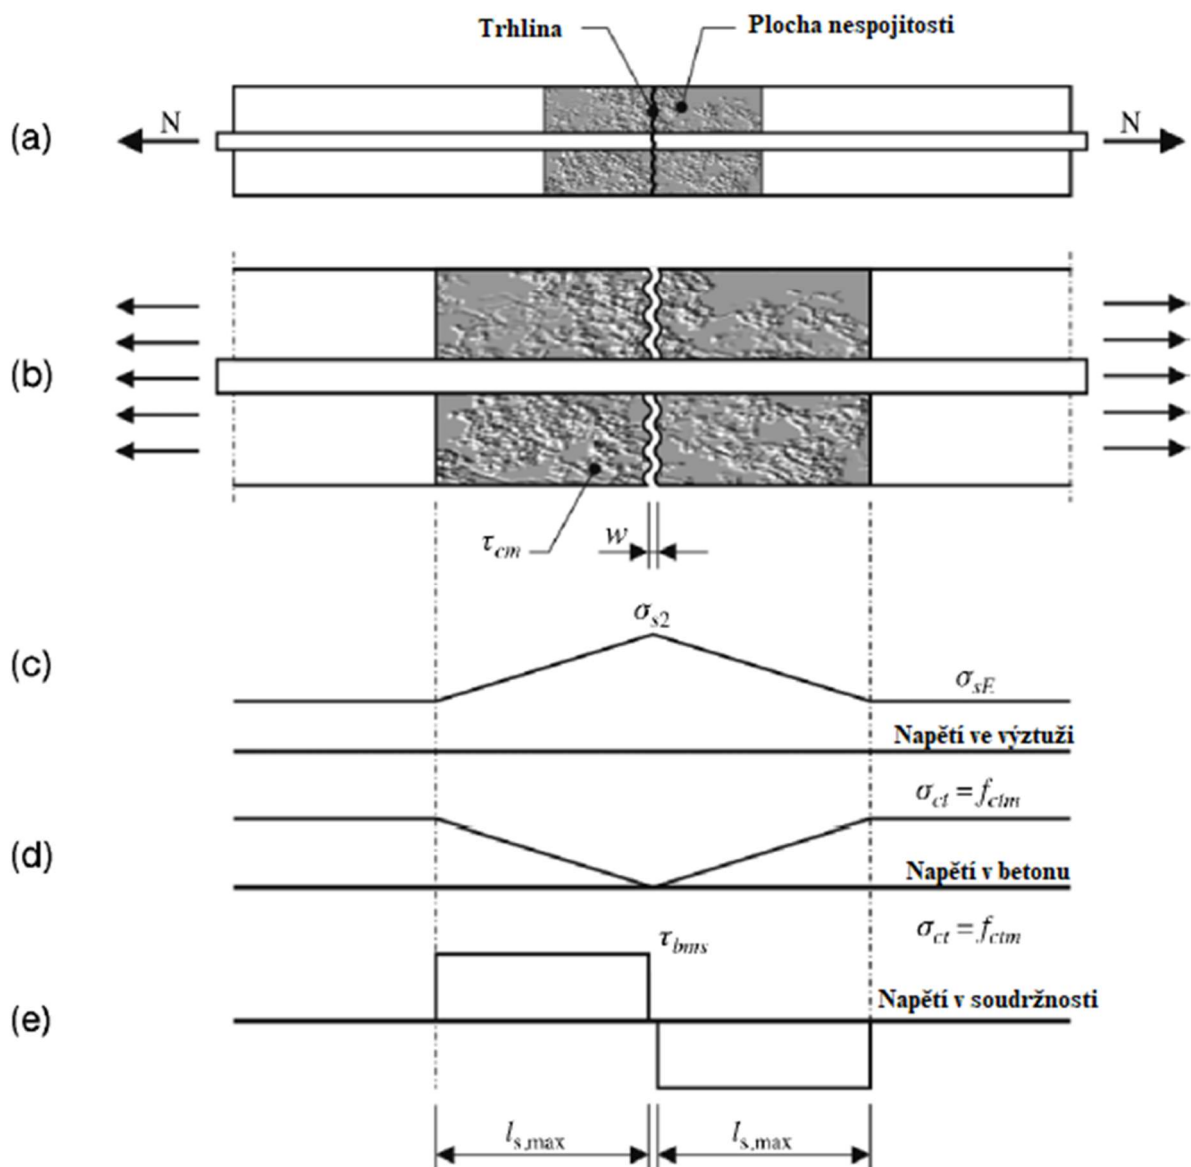 Trhlina
Plocha nespojitosti
(a)
N
N
(b)
τcm
w
σs2
(c)
σsE
Napětí ve výztuži
σct = fctm
(d)
Napětí v betonu
σct = fctm
τbms
Napětí v soudržnosti
(e)
ls,max
ls,max